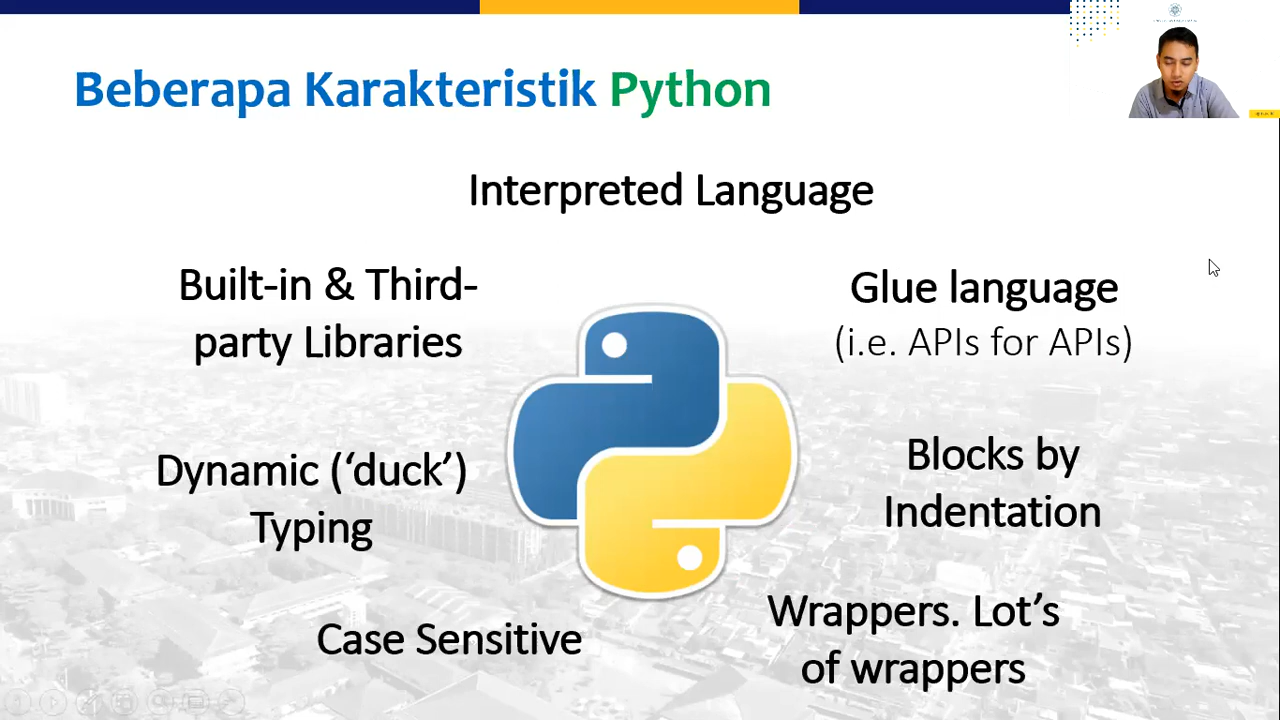 Beberapa Karakteristik Python
Interpreted Language
Built-in & Third-
party Libraries
Glue language
(i.e. APIs for APIs)
Dynamic (‘duck’)
Typing
Blocks by
Indentation
Case Sensitive
Wrappers. Lot’s
of wrappers